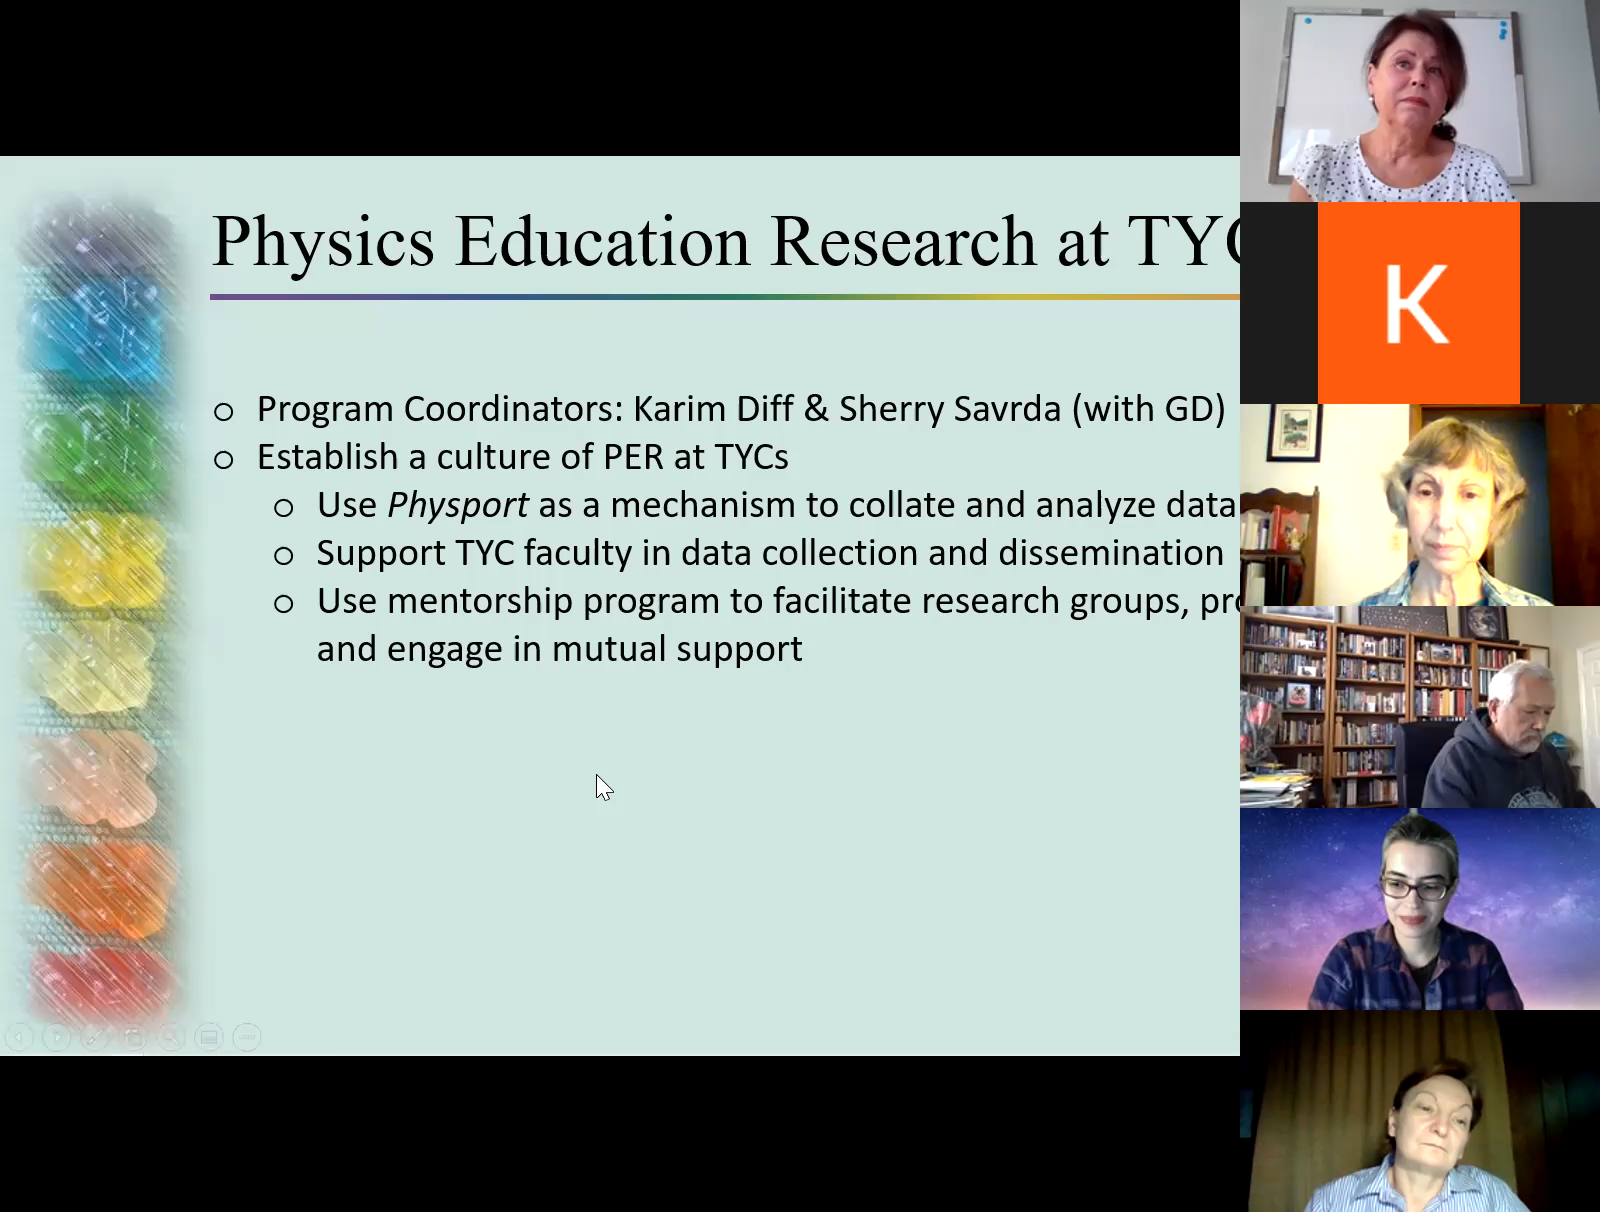 Physics Education Research at TYC
Program Coordinators: Karim Diff & Sherry Savrda (with GD)
Establish a culture of PER at TYCs
Use Physport as a mechanism to collate and analyze data
Support TYC faculty in data collection and dissemination
Use mentorship program to facilitate research groups,
and engage in mutual support
K